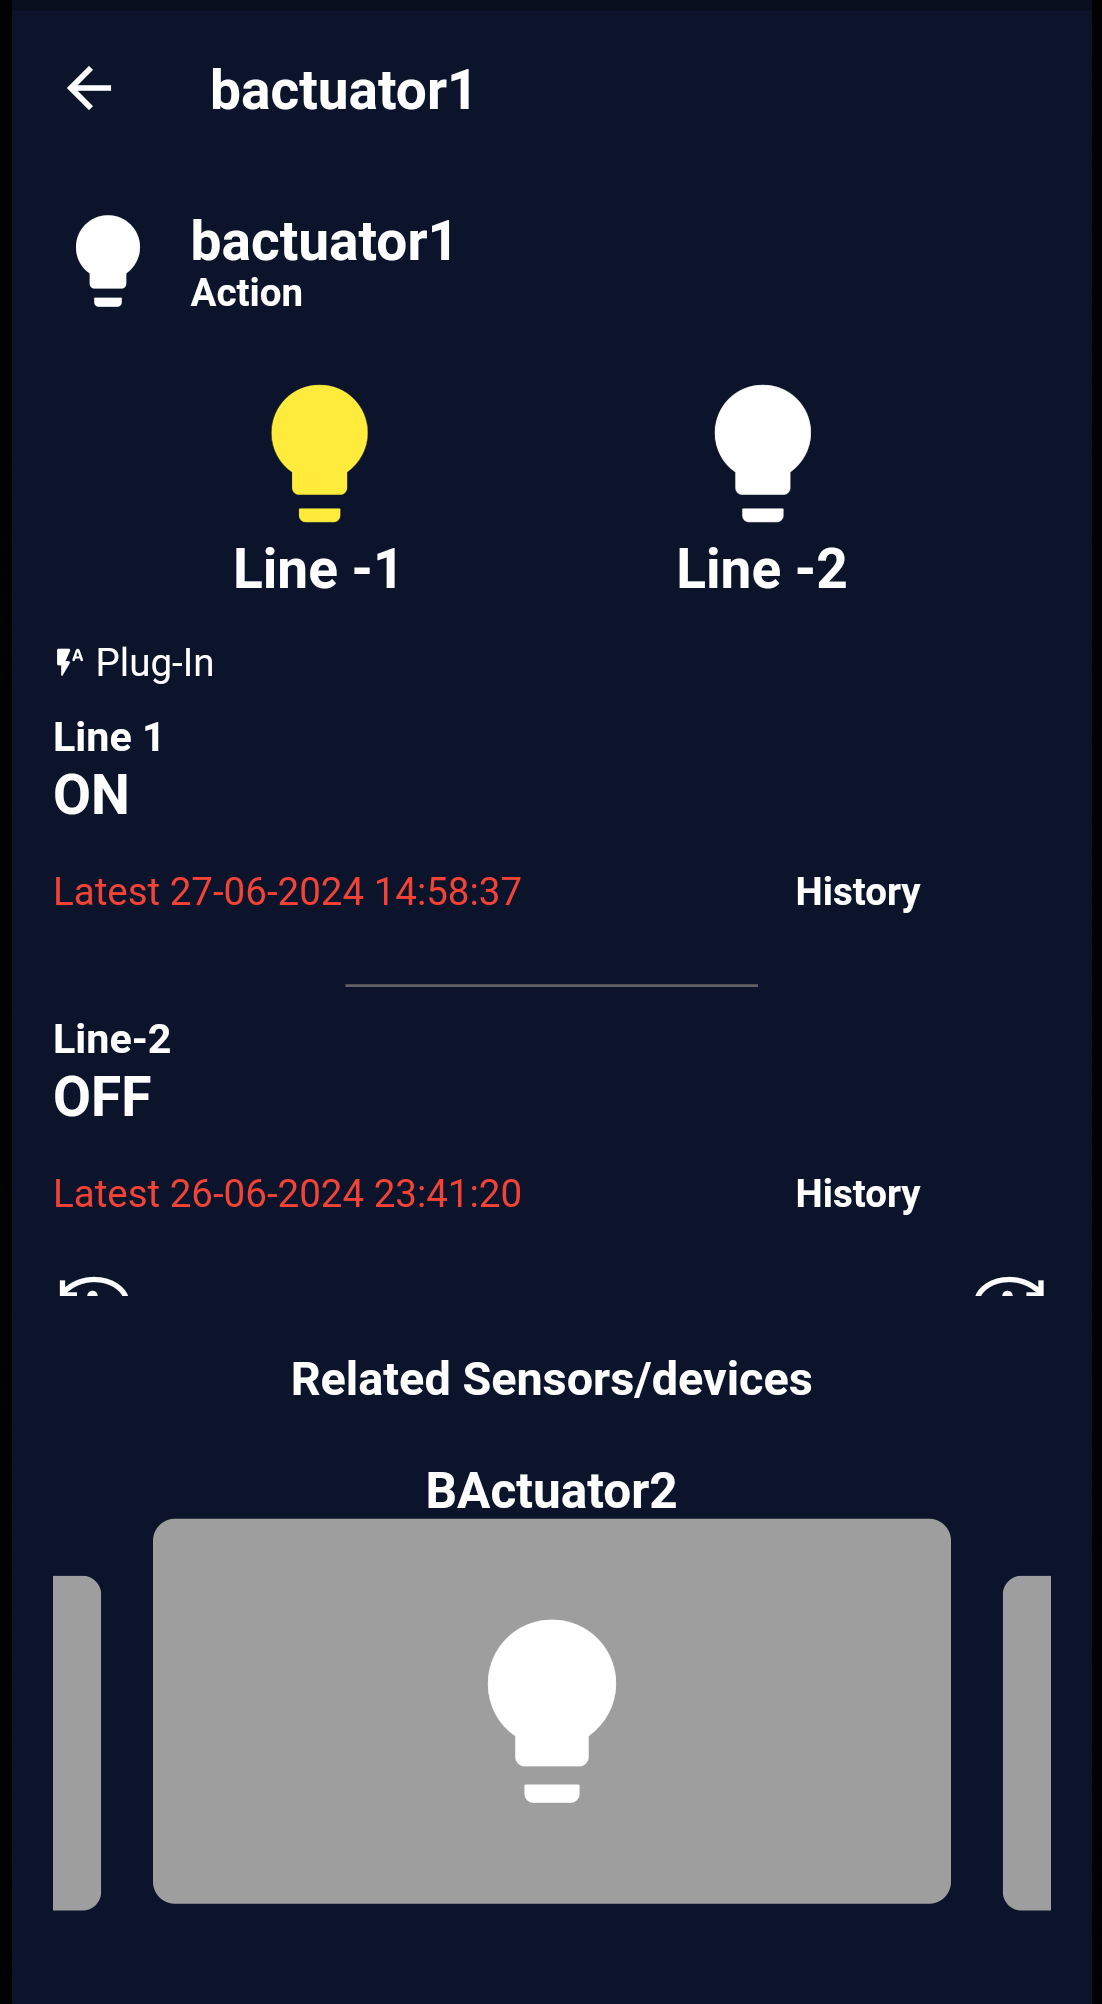 bactuator1
bactuator1
Action
Line -1
Line -2
Plug-In
Line 1
ON
Latest 27-06-2024 14:58:37
History
Line-2
OFF
Latest 26-06-2024 23:41:20
History
Related Sensors/devices
BActuator2